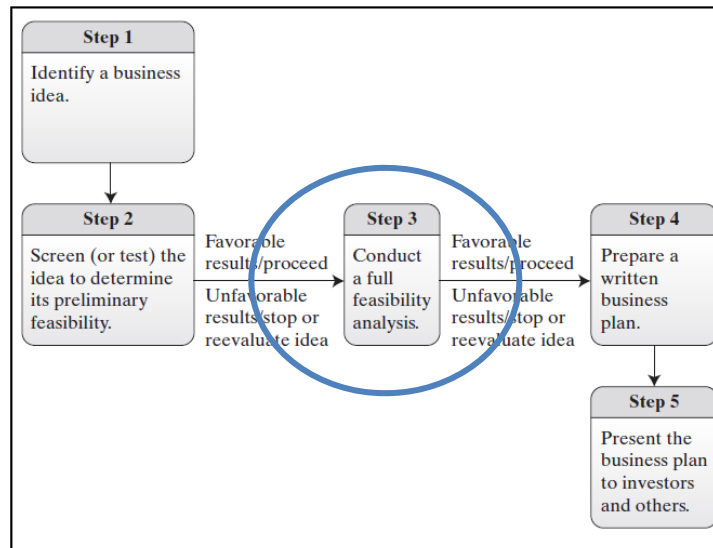 Step 1
Identify a business
idea.
Step 2
Screen (or test) the
idea to determine
its preliminary
feasibility.
Favorable
results/proceed
Unfavorable
results/stop or
reevaluate idea
Step 3
Conduct
a full
feasibility
analysis.
Favorable
results/proceed
Unfavorable
results/stop or
reevaluate idea
Step 4
Prepare a
written
business
plan.
Step 5
Present the
business plan
to investors
and others.